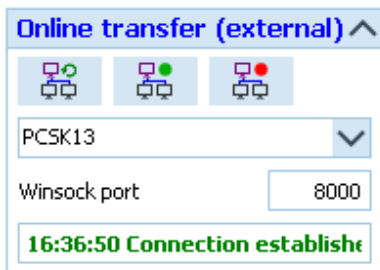 Online transfer (external)
PCSK13
Winsock port 8000
16:36:50 Connection establishe